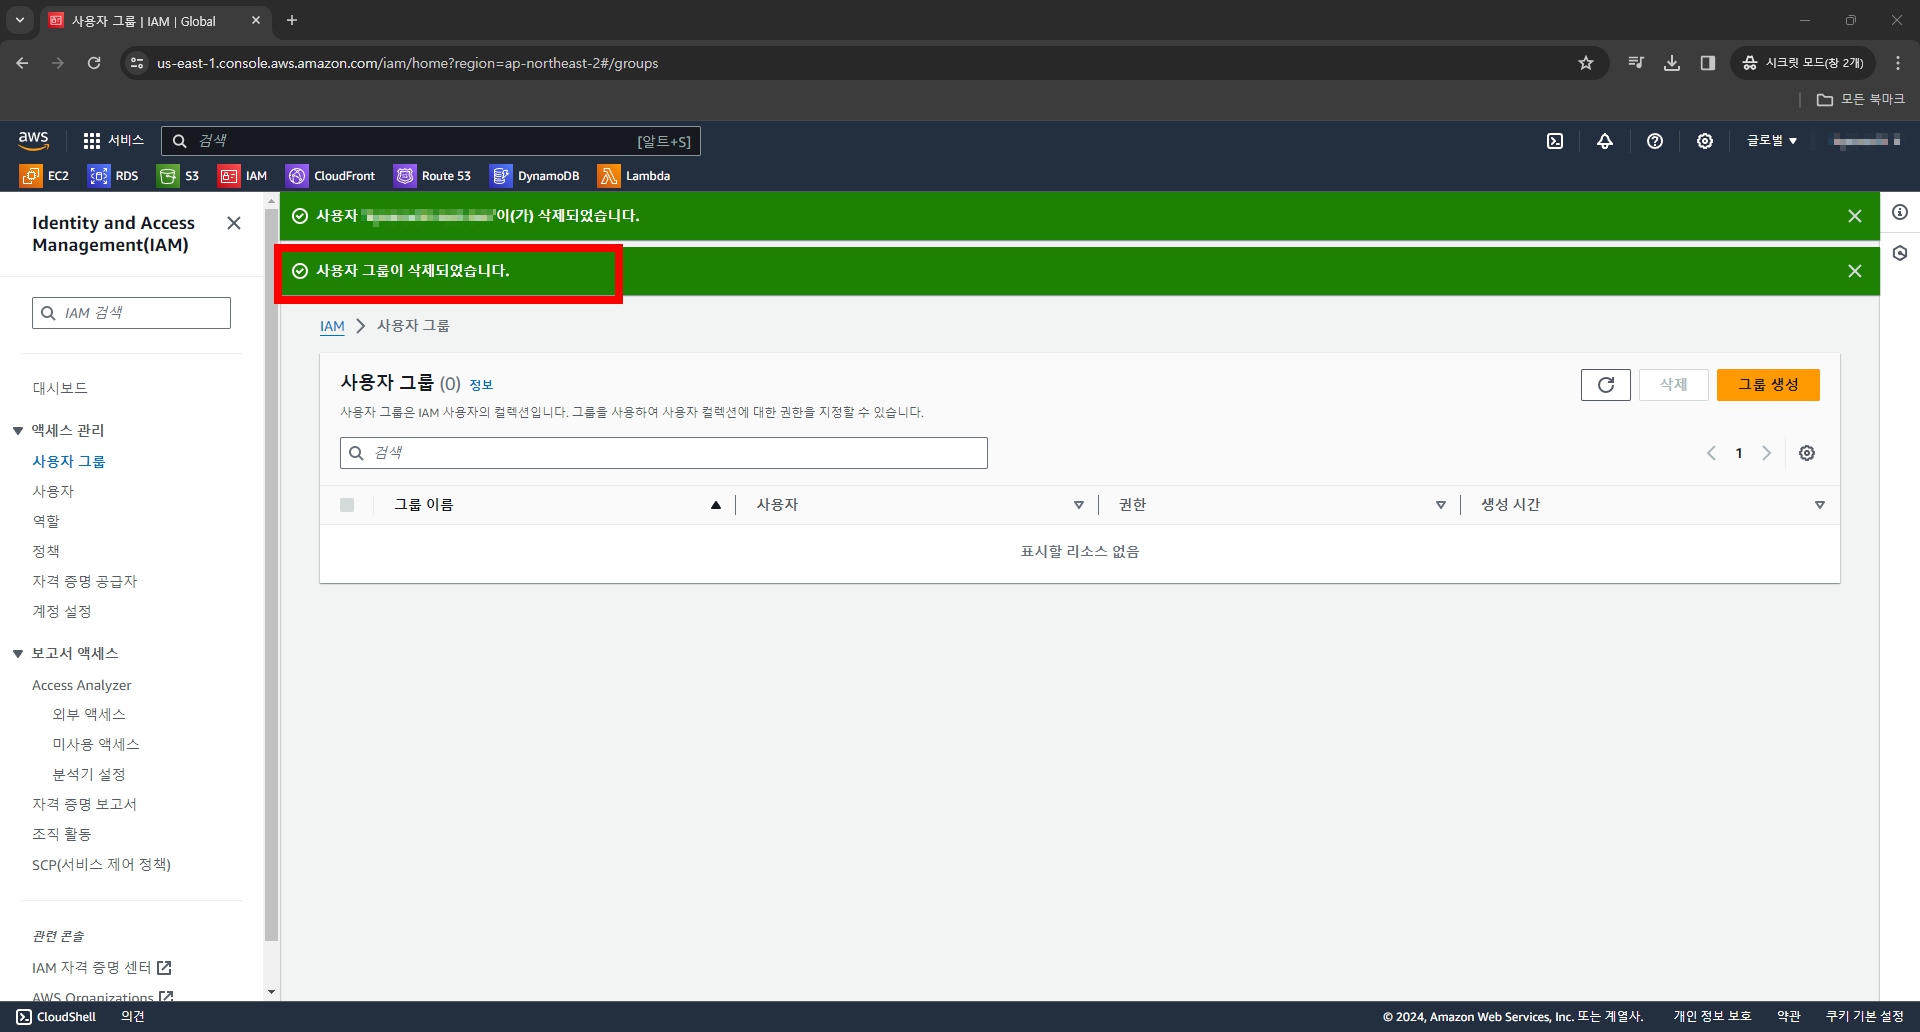 사용자 그룹 | IAM | Global
us-east-1.console.aws.amazon.com/iam/home?region=ap-northeast-2#/groups
시크릿 모드(창 2개)
모든 북마크
aws
서비스
검색
[알트+S]
글로벌
EC2
RDS
S3
IAM
CloudFront
Route 53
DynamoDB
Lambda
Identity and Access
Management(IAM)
IAM 검색
대시보드
액세스 관리
사용자 그룹
사용자
역할
정책
자격 증명 공급자
계정 설정
보고서 액세스
Access Analyzer
외부 액세스
미사용 액세스
분석기 설정
자격 증명 보고서
조직 활동
SCP(서비스 제어 정책)
관련 콘솔
IAM 자격 증명 센터
AWS Organizations
사용자 '                '이(가) 삭제되었습니다.
사용자 그룹이 삭제되었습니다.
IAM
사용자 그룹
사용자 그룹 (0) 정보
사용자 그룹은 IAM 사용자의 컬렉션입니다. 그룹을 사용하여 사용자 컬렉션에 대한 권한을 지정할 수 있습니다.
삭제
그룹 생성
검색
1
그룹 이름
사용자
권한
생성 시간
표시할 리소스 없음
CloudShell
의견
© 2024, Amazon Web Services, Inc. 또는 계열사.
개인 정보 보호
약관
쿠키 기본 설정